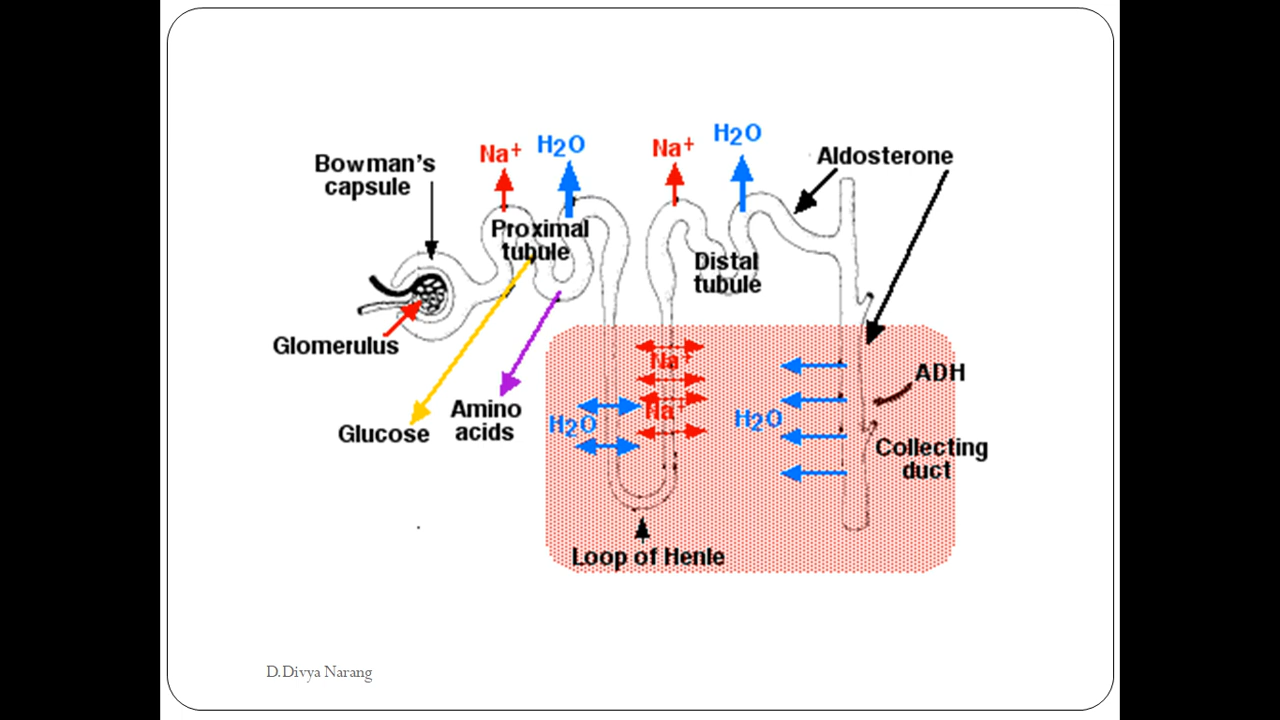 Na⁺
H₂O
Na⁺
H₂O
Aldosterone
Bowman's
capsule
Proximal
tubule
Distal
tubule
Glomerulus
Na⁺
ADH
Glucose
Amino
acids
H₂O
Na⁺
H₂O
Collecting
duct
Loop of Henle
D.Divya Narang